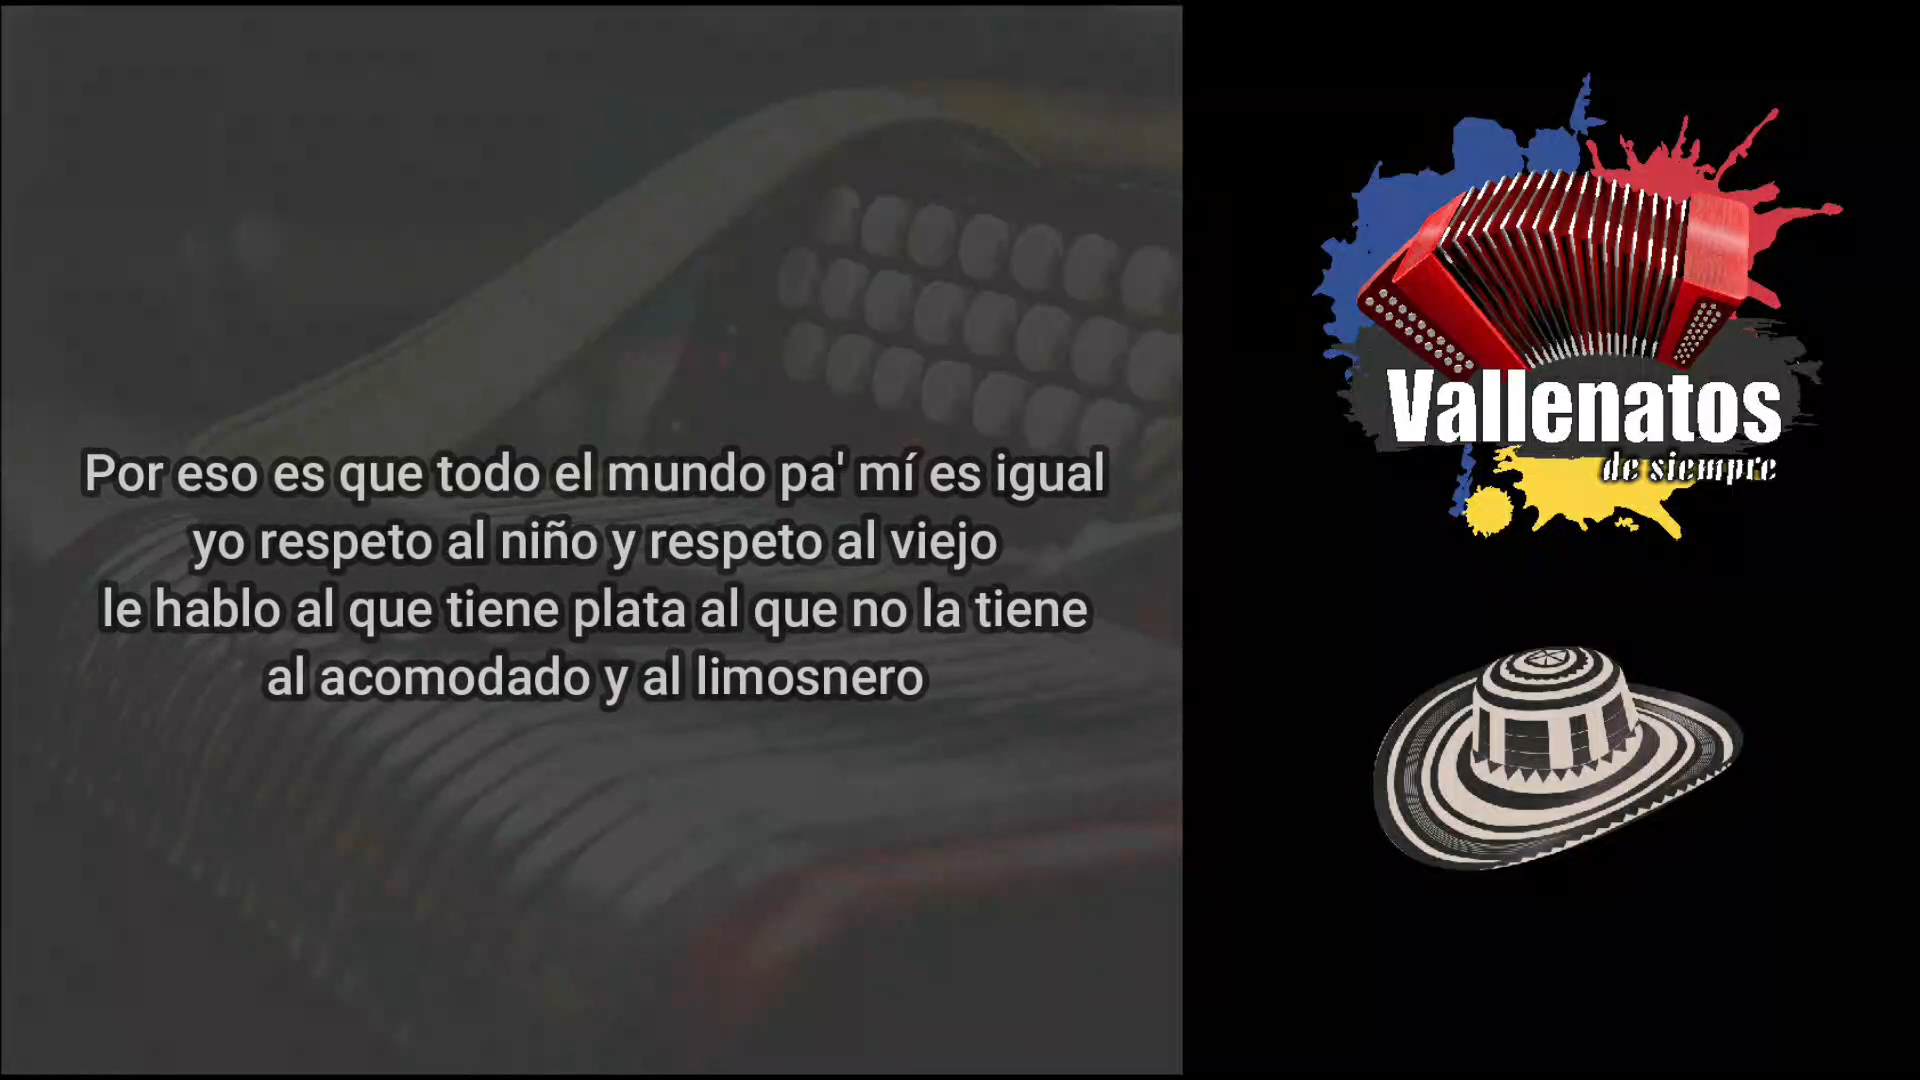 Por eso es que todo el mundo pa' mí es igual
yo respeto al niño y respeto al viejo
le hablo al que tiene plata al que no la tiene
al acomodado y al limosnero
Vallenatos
de siempre